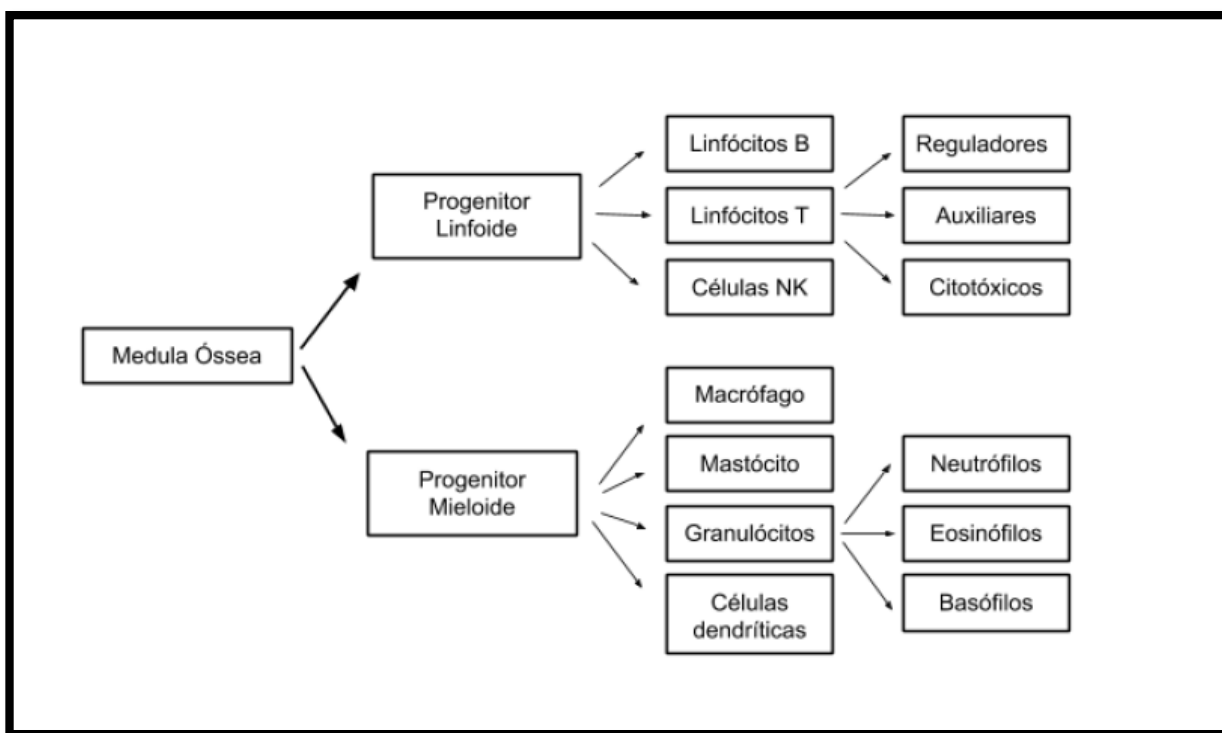 Linfócitos B
Reguladores
Progenitor
Linfoide
Linfócitos T
Auxiliares
Células NK
Citotóxicos
Medula Óssea
Macrófago
Progenitor
Mieloide
Mastócito
Neutrófilos
Granulócitos
Eosinófilos
Células
dendríticas
Basófilos